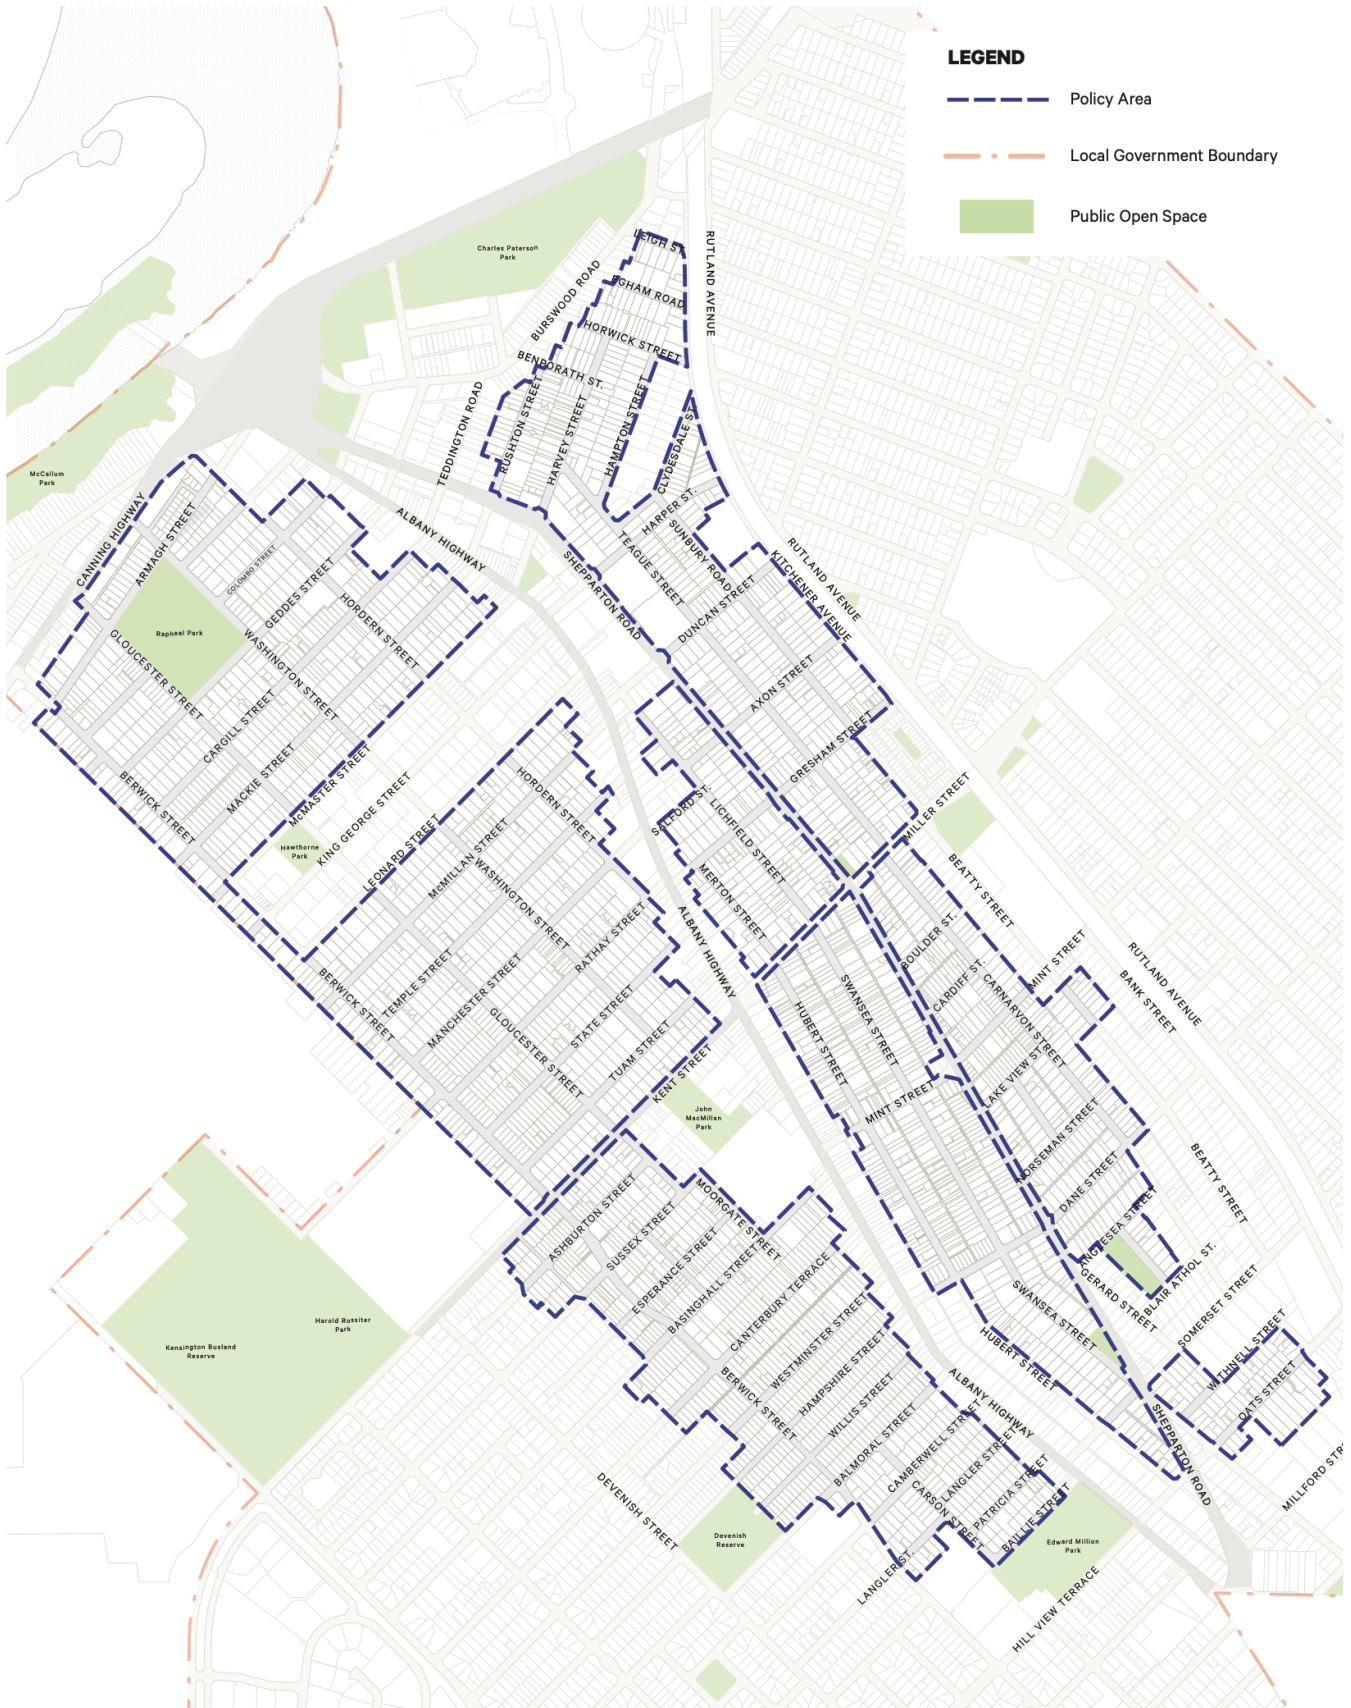 LEGEND
Policy Area
Local Government Boundary
Public Open Space
Charles Paterson
Park
LEIGH ST.
RUTLAND AVENUE
EGHAM ROAD
BURSWOOD ROAD
HORWICK STREET
BENPORATH ST.
TEDDINGTON ROAD
RUSHTON STREET
HARVEY STREET
HAMPTON STREET
CLYDESDALE ST.
McCallum
Park
CANNING HIGHWAY
ARMAGH STREET
ALBANY HIGHWAY
HARPER ST.
SUNBURY ROAD
TEAGUE STREET
SHEPPARTON ROAD
COLOMBO STREET
GEDDES STREET
HORDERN STREET
DUNCAN STREET
KITCHENER AVENUE
RUTLAND AVENUE
Rapheal Park
GLOUCESTER STREET
WASHINGTON STREET
CARGILL STREET
MACKIE STREET
McMASTER STREET
BERWICK STREET
AXON STREET
GRESHAM STREET
Hawthorne
Park
KING GEORGE STREET
LEONARD STREET
HORDERN STREET
McMILLAN STREET
WASHINGTON STREET
SALFORD ST.
LICHFIELD STREET
MERTON STREET
MILLER STREET
BEATTY STREET
RATHAY STREET
ALBANY HIGHWAY
BOULDER ST.
CARDIFF ST.
CARNARVON STREET
MINT STREET
BANK STREET
RUTLAND AVENUE
BERWICK STREET
TEMPLE STREET
MANCHESTER STREET
GLOUCESTER STREET
STATE STREET
TUAM STREET
KENT STREET
HUBERT STREET
SWANSEA STREET
MINT STREET
LAKE VIEW ST.
John
MacMillan
Park
NORSEMAN STREET
DANE STREET
BEATTY STREET
ANGLESEA STREET
BLAIR ATHOL ST.
GERARD STREET
SOMERSET STREET
ASHBURTON STREET
SUSSEX STREET
MOORGATE STREET
ESPERANCE STREET
BASINGHALL STREET
CANTERBURY TERRACE
WESTMINSTER STREET
HAMPSHIRE STREET
BERWICK STREET
WILLIS STREET
BALMORAL STREET
SWANSEA STREET
HUBERT STREET
WITHNELL STREET
OATS STREET
SHEPPARTON ROAD
MILLFORD STR
ALBANY HIGHWAY
CAMBERWELL STREET
LANGLER STREET
CARSON STREET
PATRICIA STREET
BAILLIE STREET
Harold Rossiter
Park
Kensington Busland
Reserve
DEVENISH STREET
Devenish
Reserve
LANGLER ST.
Edward Million
Park
HILL VIEW TERRACE